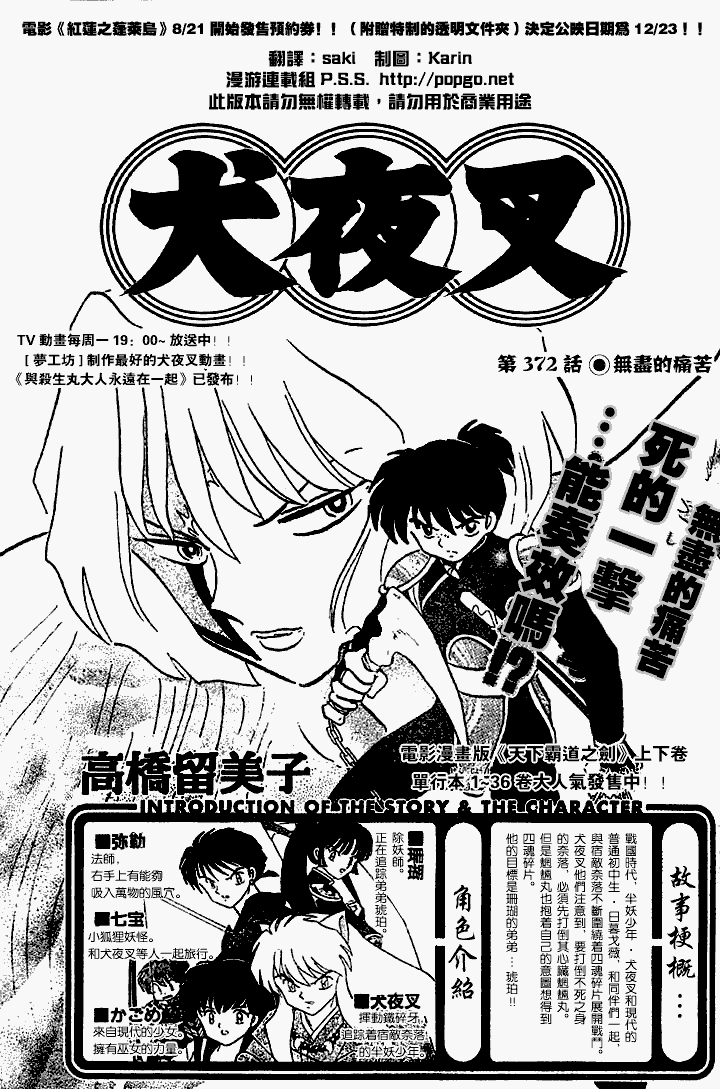 電影《紅蓮之蓬萊島》8/21 開始發售預約券！！（附贈特制的透明文件夾）決定公映日期爲 12/23！！
翻譯：saki 制圖：Karin
漫游連載組 P.S.S. http://popgo.net
此版本請勿無權轉載，請勿用於商業用途
犬夜叉
TV 動畫每周一 19：00~ 放送中！！
［夢工坊］制作最好的犬夜叉動畫！！
《與殺生丸大人永遠在一起》已發布！！
第 372 話 ● 無盡的痛苦
無盡的痛苦
死的一擊
……能奏效嗎!?
高橋留美子
電影漫畫版《天下霸道之劍》上下卷
單行本 1~36 卷大人氣發售中！！
INTRODUCTION OF THE STORY & THE CHARACTER
故事梗概…
戰國時代，半妖少年·犬夜叉和現代的
普通初中生·日暮戈薇，和同伴們一起，
與宿敵奈落不斷圍繞着四魂碎片展開戰鬥。
犬夜叉他們注意到，要打倒不死之身
的奈落，必須先打倒其心臟魍魎丸。
但是魍魎丸也抱着自己的意圖想得到
四魂碎片。
他的目標是珊瑚的弟弟…琥珀!!
角色介紹
■珊瑚
除妖師。
正在追踪弟弟琥珀。
■弥勒
法師，
右手上有能夠
吸入萬物的風穴。
■七宝
小狐狸妖怪。
和犬夜叉等人一起旅行。
■かごめ
來自現代的少女。
擁有巫女的力量。
■犬夜叉
揮動鐵碎牙，
追踪着宿敵奈落
的半妖少年。